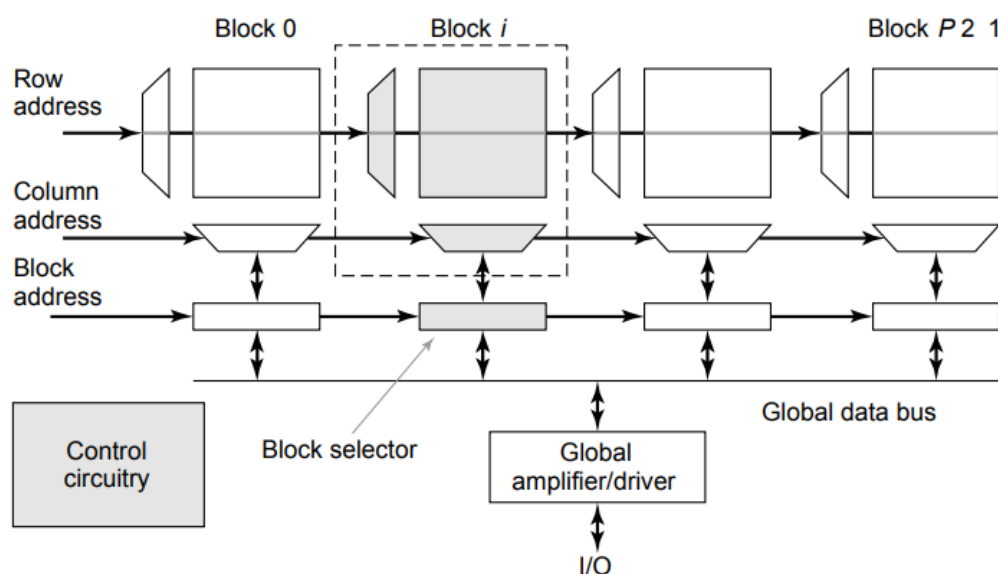 Block 0
Block i
Block P 2 1
Row
address
Column
address
Block
address
Block selector
Global data bus
Control
circuitry
Global
amplifier/driver
I/O